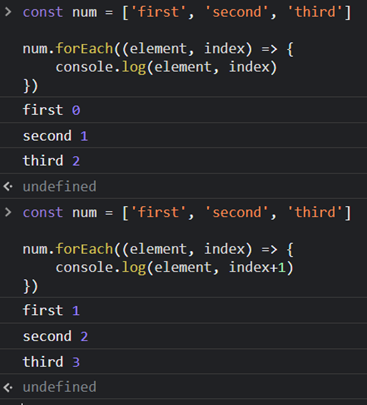 > const num = ['first', 'second', 'third']
num.forEach((element, index) => {
    console.log(element, index)
})
first 0
second 1
third 2
<· undefined
> const num = ['first', 'second', 'third']
num.forEach((element, index) => {
    console.log(element, index+1)
})
first 1
second 2
third 3
<· undefined